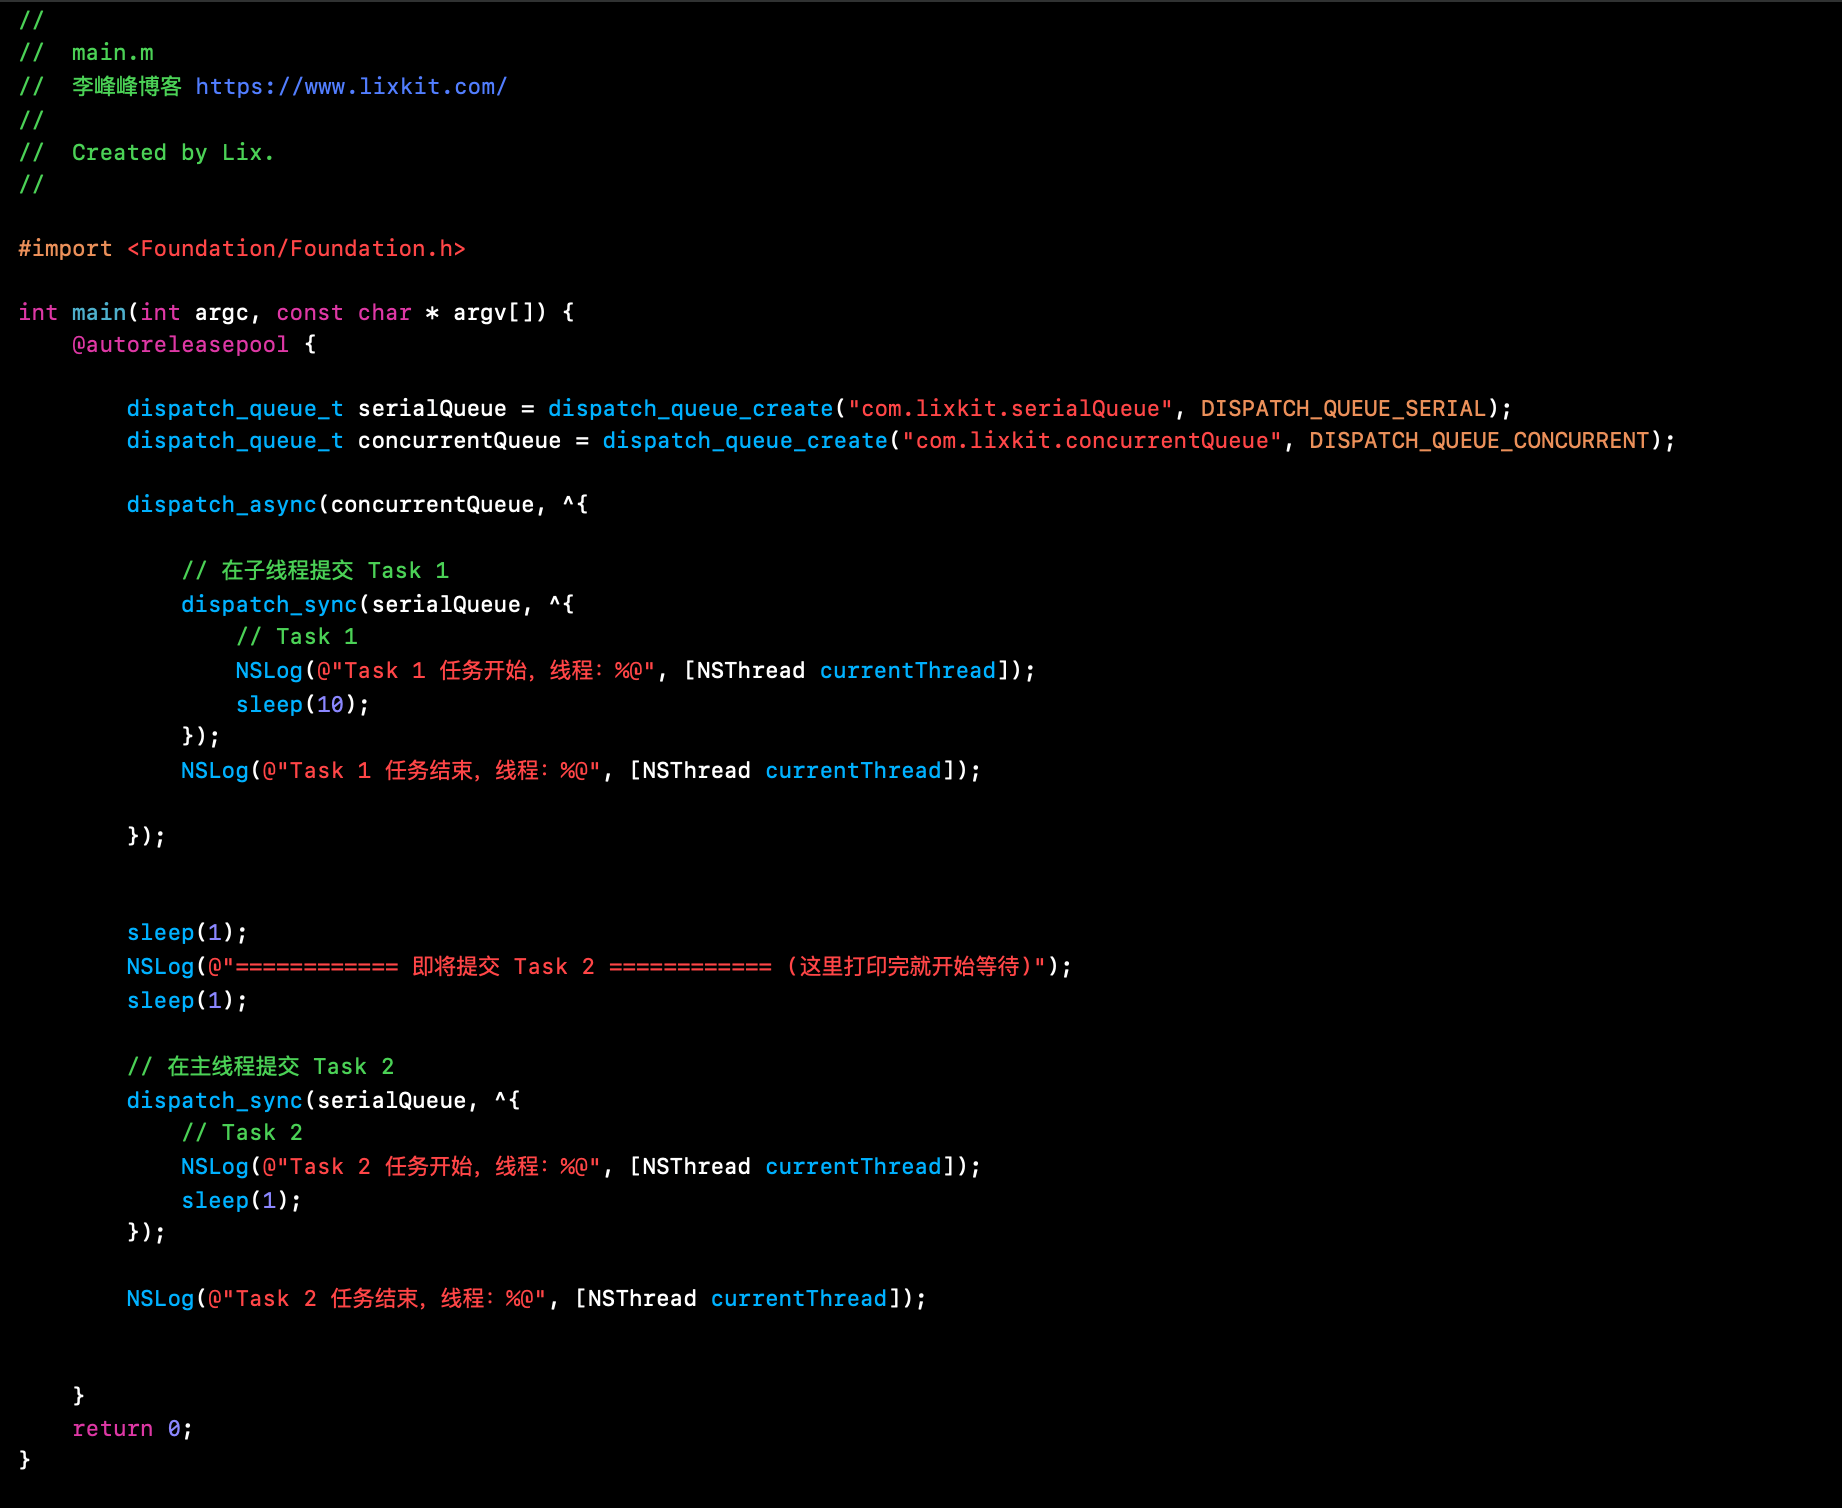 //
//  main.m
//  李峰峰博客 https://www.lixkit.com/
//
//  Created by Lix.
//

#import <Foundation/Foundation.h>

int main(int argc, const char * argv[]) {
    @autoreleasepool {

        dispatch_queue_t serialQueue = dispatch_queue_create("com.lixkit.serialQueue", DISPATCH_QUEUE_SERIAL);
        dispatch_queue_t concurrentQueue = dispatch_queue_create("com.lixkit.concurrentQueue", DISPATCH_QUEUE_CONCURRENT);

        dispatch_async(concurrentQueue, ^{

            // 在子线程提交 Task 1
            dispatch_sync(serialQueue, ^{
                // Task 1
                NSLog(@"Task 1 任务开始，线程：%@", [NSThread currentThread]);
                sleep(10);
            });
            NSLog(@"Task 1 任务结束，线程：%@", [NSThread currentThread]);

        });


        sleep(1);
        NSLog(@"============ 即将提交 Task 2 ============ (这里打印完就开始等待)");
        sleep(1);

        // 在主线程提交 Task 2
        dispatch_sync(serialQueue, ^{
            // Task 2
            NSLog(@"Task 2 任务开始，线程：%@", [NSThread currentThread]);
            sleep(1);
        });

        NSLog(@"Task 2 任务结束，线程：%@", [NSThread currentThread]);


    }
    return 0;
}